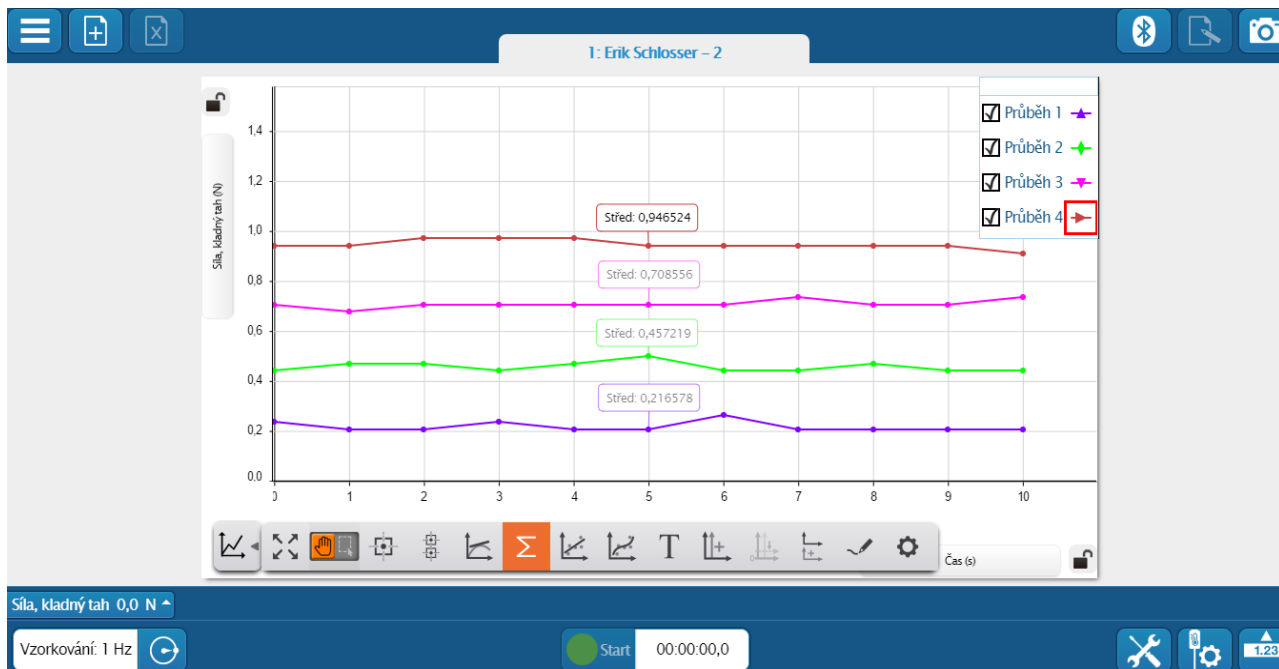 1: Erik Schlosser – 2
Síla, kladný tah (N)
1,4
1,2
1,0
0,8
0,6
0,4
0,2
0,0
Průběh 1
Průběh 2
Průběh 3
Průběh 4
Střed: 0,946524
Střed: 0,708556
Střed: 0,457219
Střed: 0,216578
0 1 2 3 4 5 6 7 8 9 10
Σ T
Čas (s)
Síla, kladný tah 0,0 N
Vzorkování: 1 Hz
Start 00:00:00,0
1.23